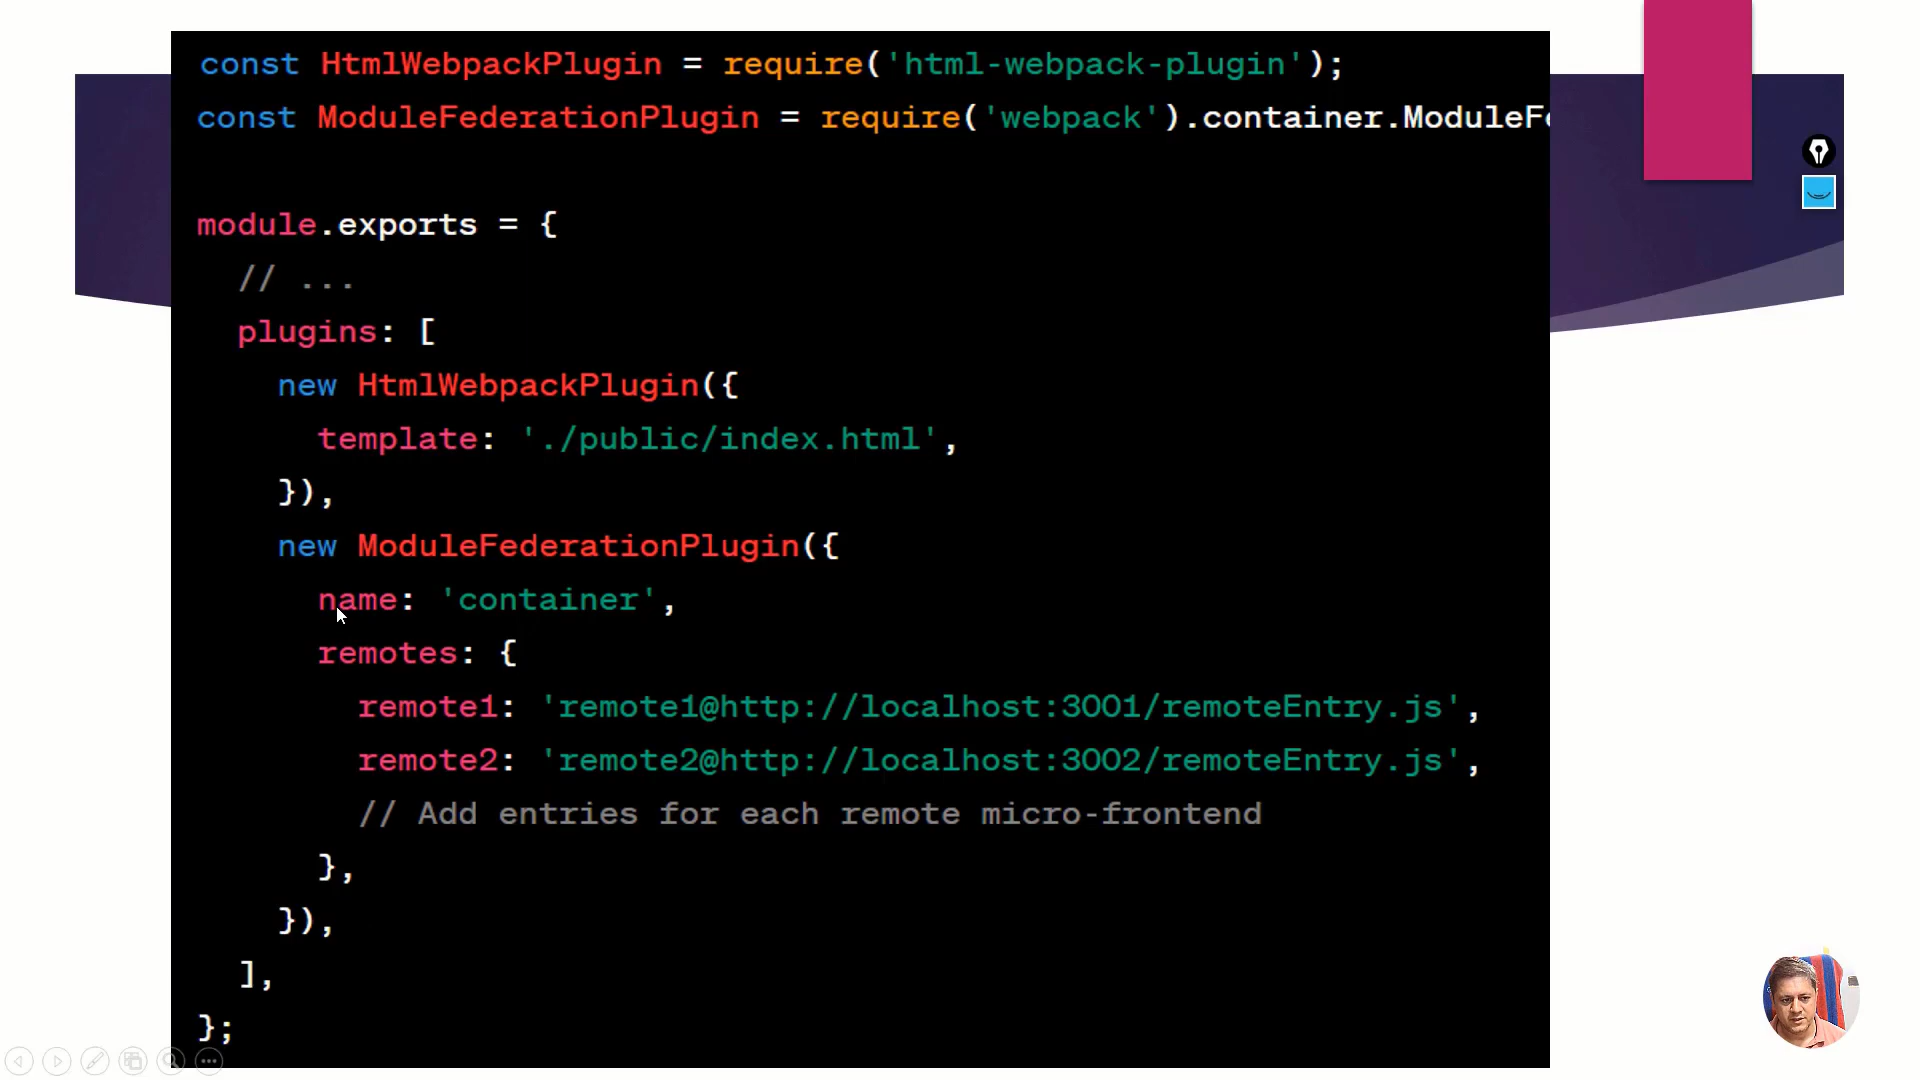 const HtmlWebpackPlugin = require('html-webpack-plugin');
const ModuleFederationPlugin = require('webpack').container.ModuleF
module.exports = {
// ...
plugins: [
new HtmlWebpackPlugin({
template: './public/index.html',
}),
new ModuleFederationPlugin({
name: 'container',
remotes: {
remote1: 'remote1@http://localhost:3001/remoteEntry.js',
remote2: 'remote2@http://localhost:3002/remoteEntry.js',
// Add entries for each remote micro-frontend
},
}),
],
};